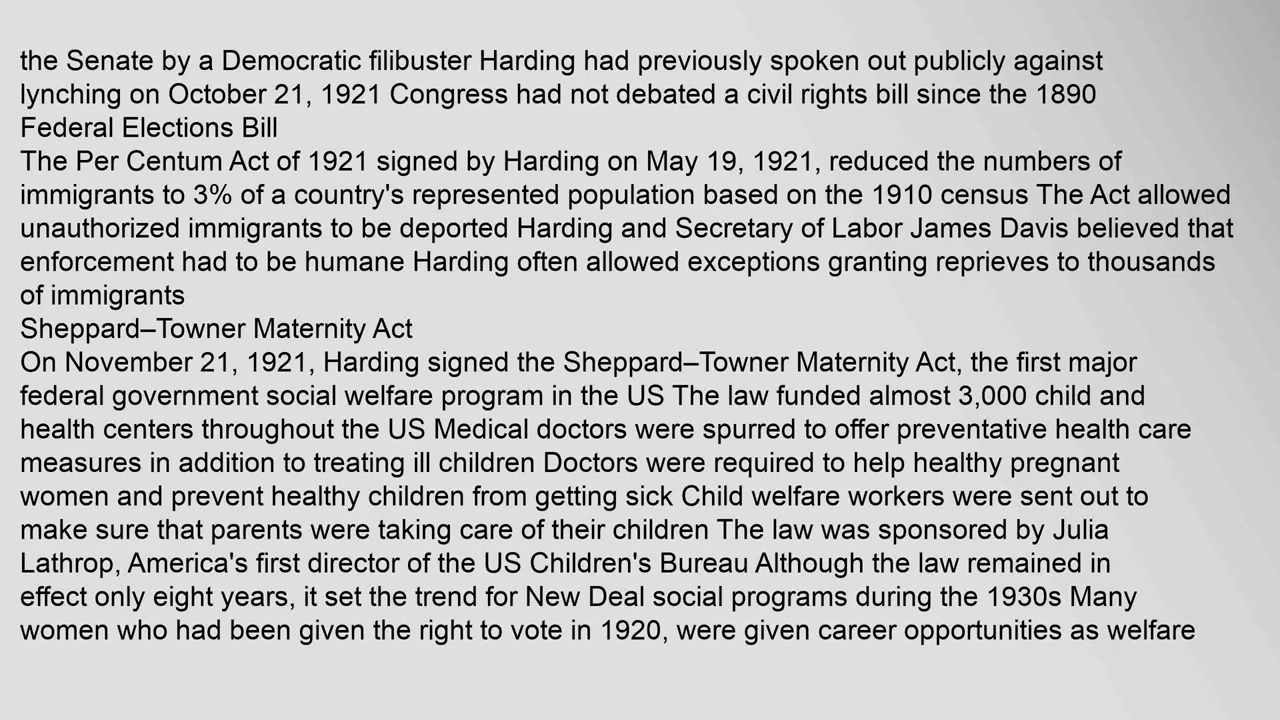 the Senate by a Democratic filibuster Harding had previously spoken out publicly against
lynching on October 21, 1921 Congress had not debated a civil rights bill since the 1890
Federal Elections Bill
The Per Centum Act of 1921 signed by Harding on May 19, 1921, reduced the numbers of
immigrants to 3% of a country's represented population based on the 1910 census The Act allowed
unauthorized immigrants to be deported Harding and Secretary of Labor James Davis believed that
enforcement had to be humane Harding often allowed exceptions granting reprieves to thousands
of immigrants
Sheppard–Towner Maternity Act
On November 21, 1921, Harding signed the Sheppard–Towner Maternity Act, the first major
federal government social welfare program in the US The law funded almost 3,000 child and
health centers throughout the US Medical doctors were spurred to offer preventative health care
measures in addition to treating ill children Doctors were required to help healthy pregnant
women and prevent healthy children from getting sick Child welfare workers were sent out to
make sure that parents were taking care of their children The law was sponsored by Julia
Lathrop, America's first director of the US Children's Bureau Although the law remained in
effect only eight years, it set the trend for New Deal social programs during the 1930s Many
women who had been given the right to vote in 1920, were given career opportunities as welfare